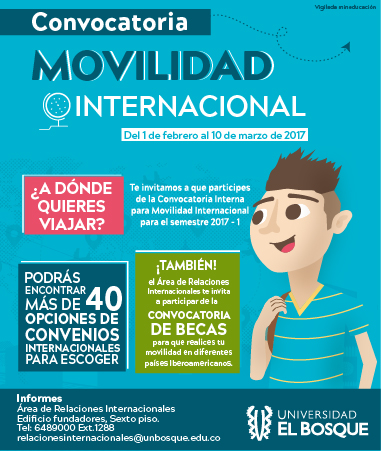 Vigilada mineducación
Convocatoria
MOVILIDAD
INTERNACIONAL
Del 1 de febrero al 10 de marzo de 2017
¿A DÓNDE
QUIERES
VIAJAR?
Te invitamos a que participes
de la Convocatoria Interna
para Movilidad Internacional
para el semestre 2017 - 1
PODRÁS
ENCONTRAR
MÁS DE 40
OPCIONES DE
CONVENIOS
INTERNACIONALES
PARA ESCOGER
¡TAMBIÉN!
el Área de Relaciones
Internacionales te invita
a participar de la
CONVOCATORIA
DE BECAS
para que realices tu
movilidad en diferentes
países Iberoamericanos.
Informes
Área de Relaciones Internacionales
Edificio fundadores, Sexto piso.
Tel: 6489000 Ext.1288
relacionesinternacionales@unbosque.edu.co
UNIVERSIDAD
EL BOSQUE